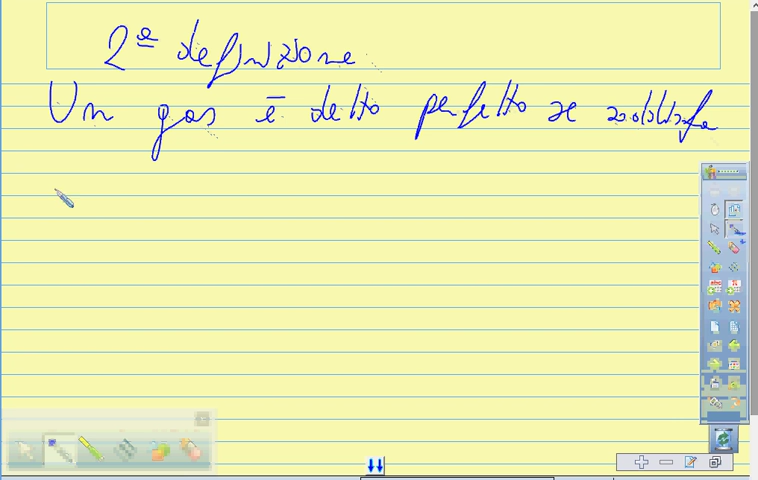 2ª definizione
Un gas è detto perfetto se soddisfa